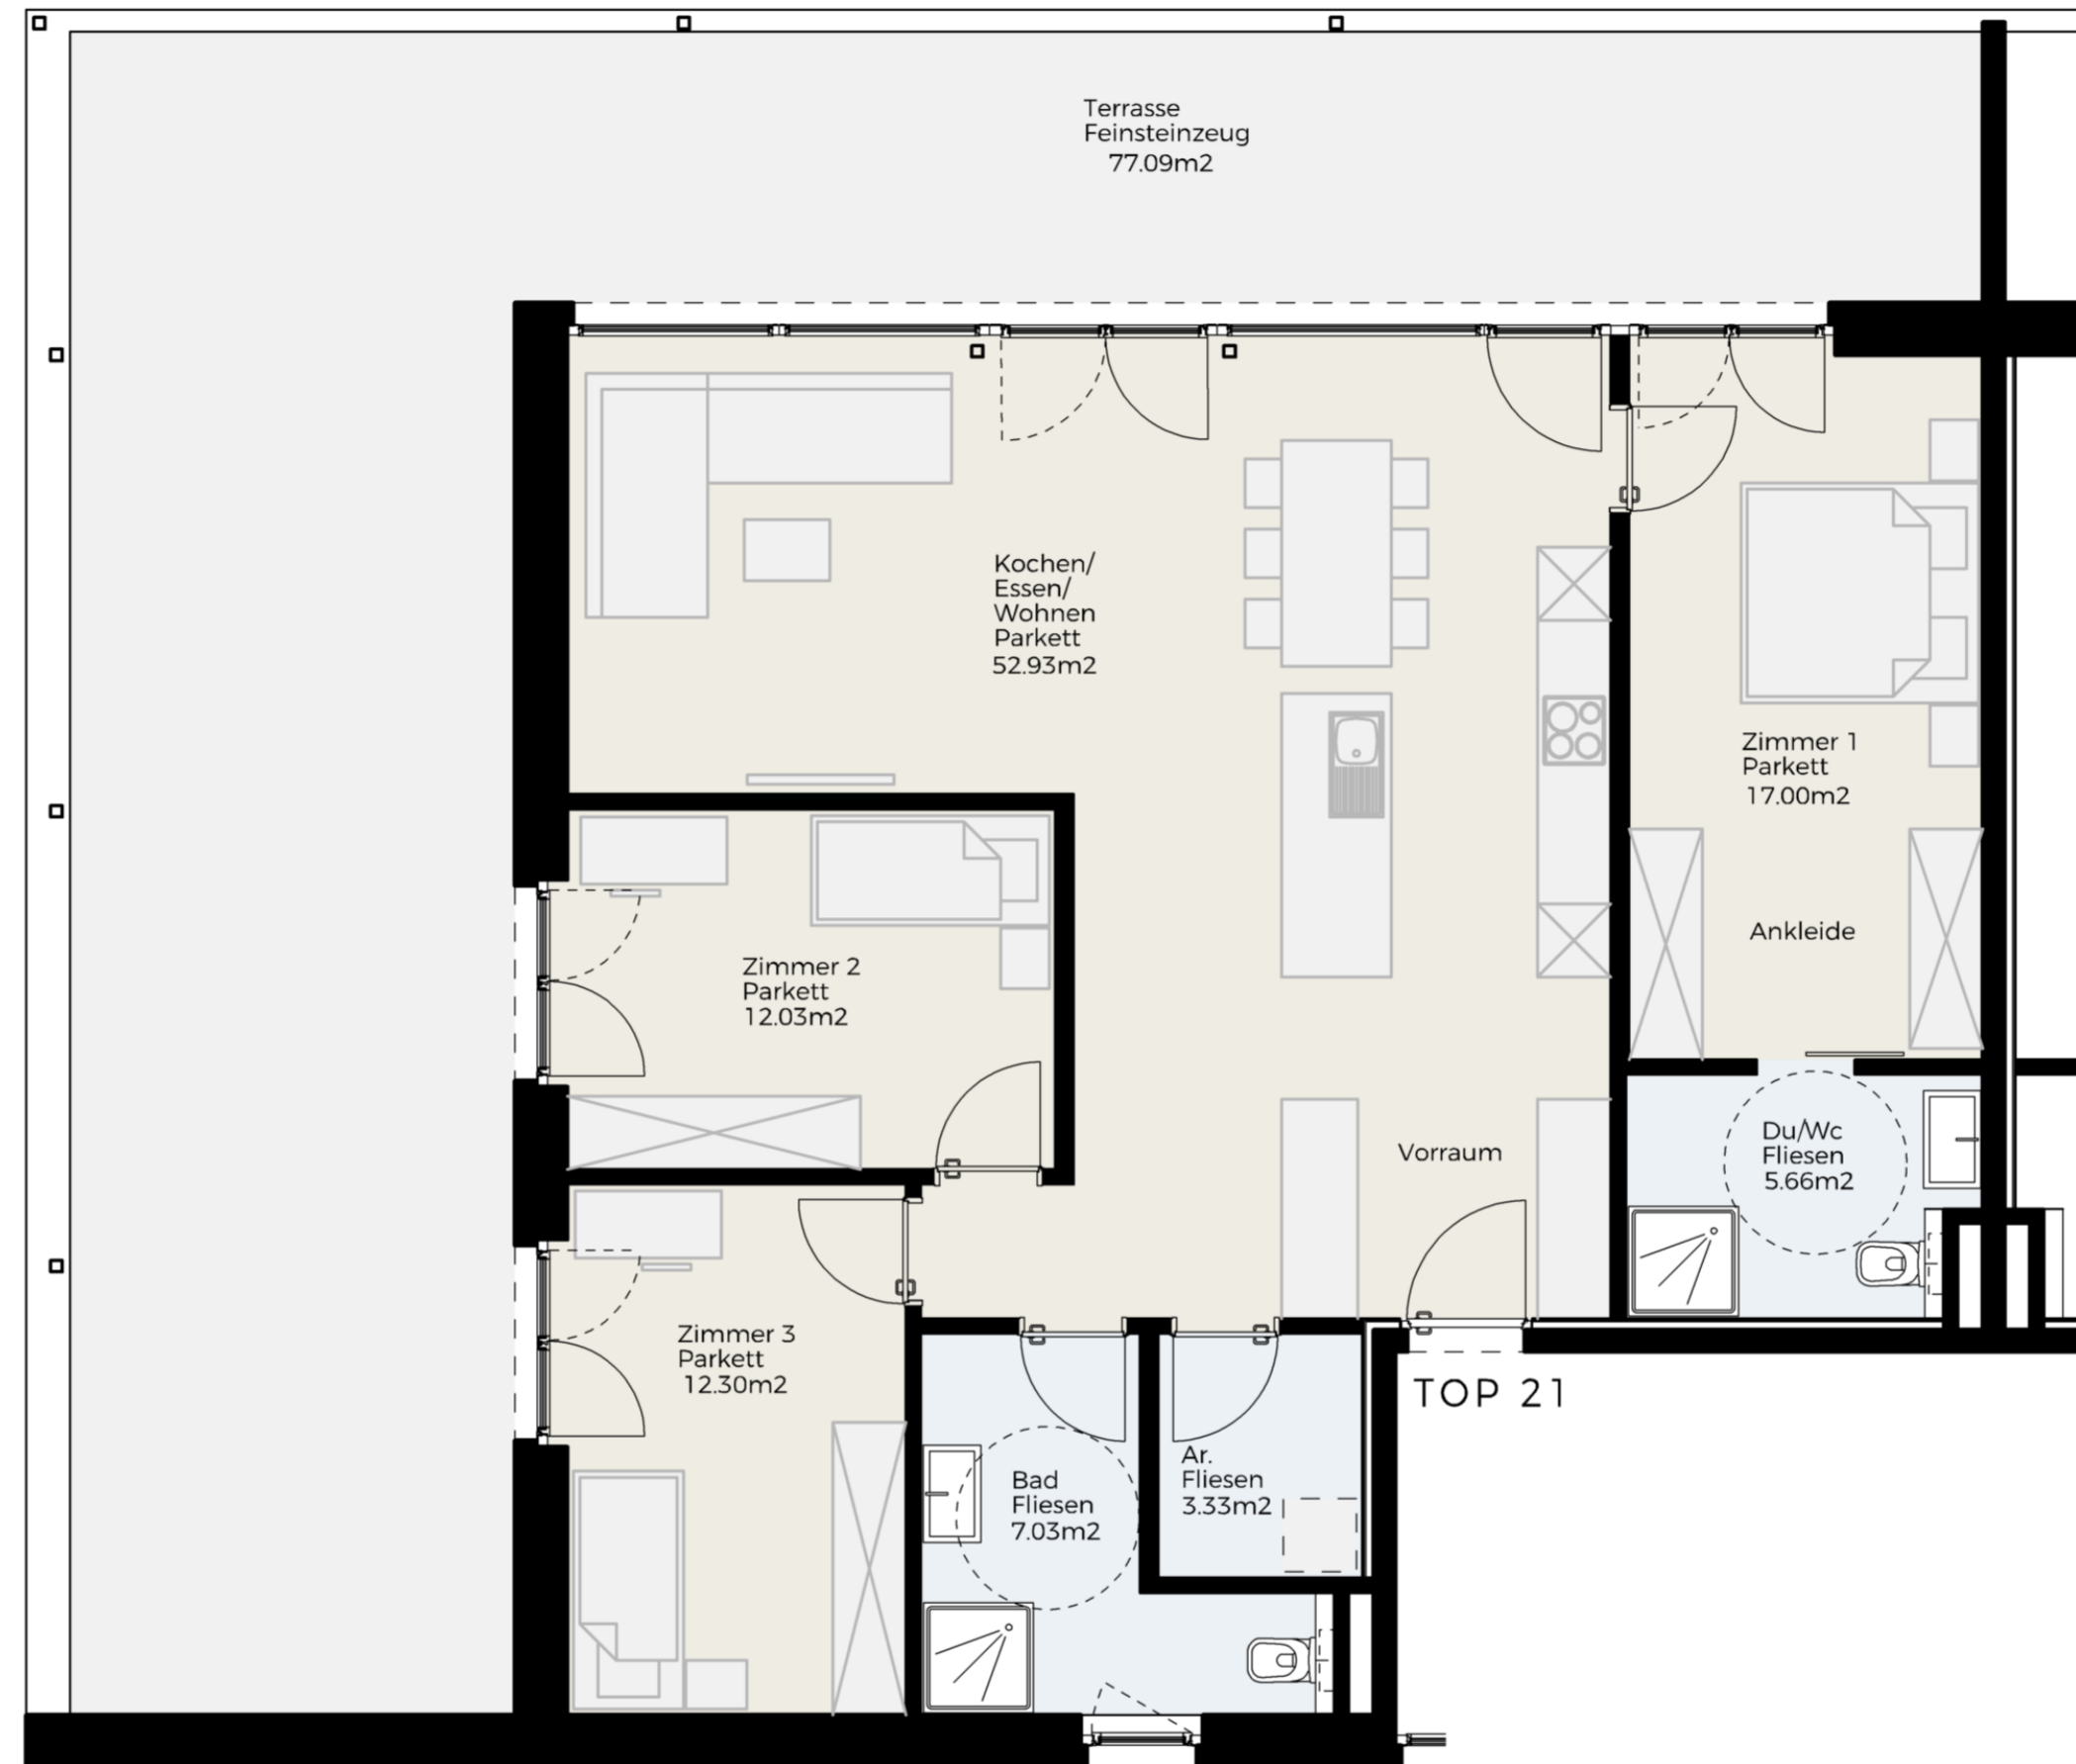 Terrasse
Feinsteinzeug
77.09m2
Kochen/
Essen/
Wohnen
Parkett
52.93m2
Zimmer 1
Parkett
17.00m2
Ankleide
Zimmer 2
Parkett
12.03m2
Vorraum
Du/Wc
Fliesen
5.66m2
Zimmer 3
Parkett
12.30m2
TOP 21
Bad
Fliesen
7.03m2
Ar.
Fliesen
3.33m2